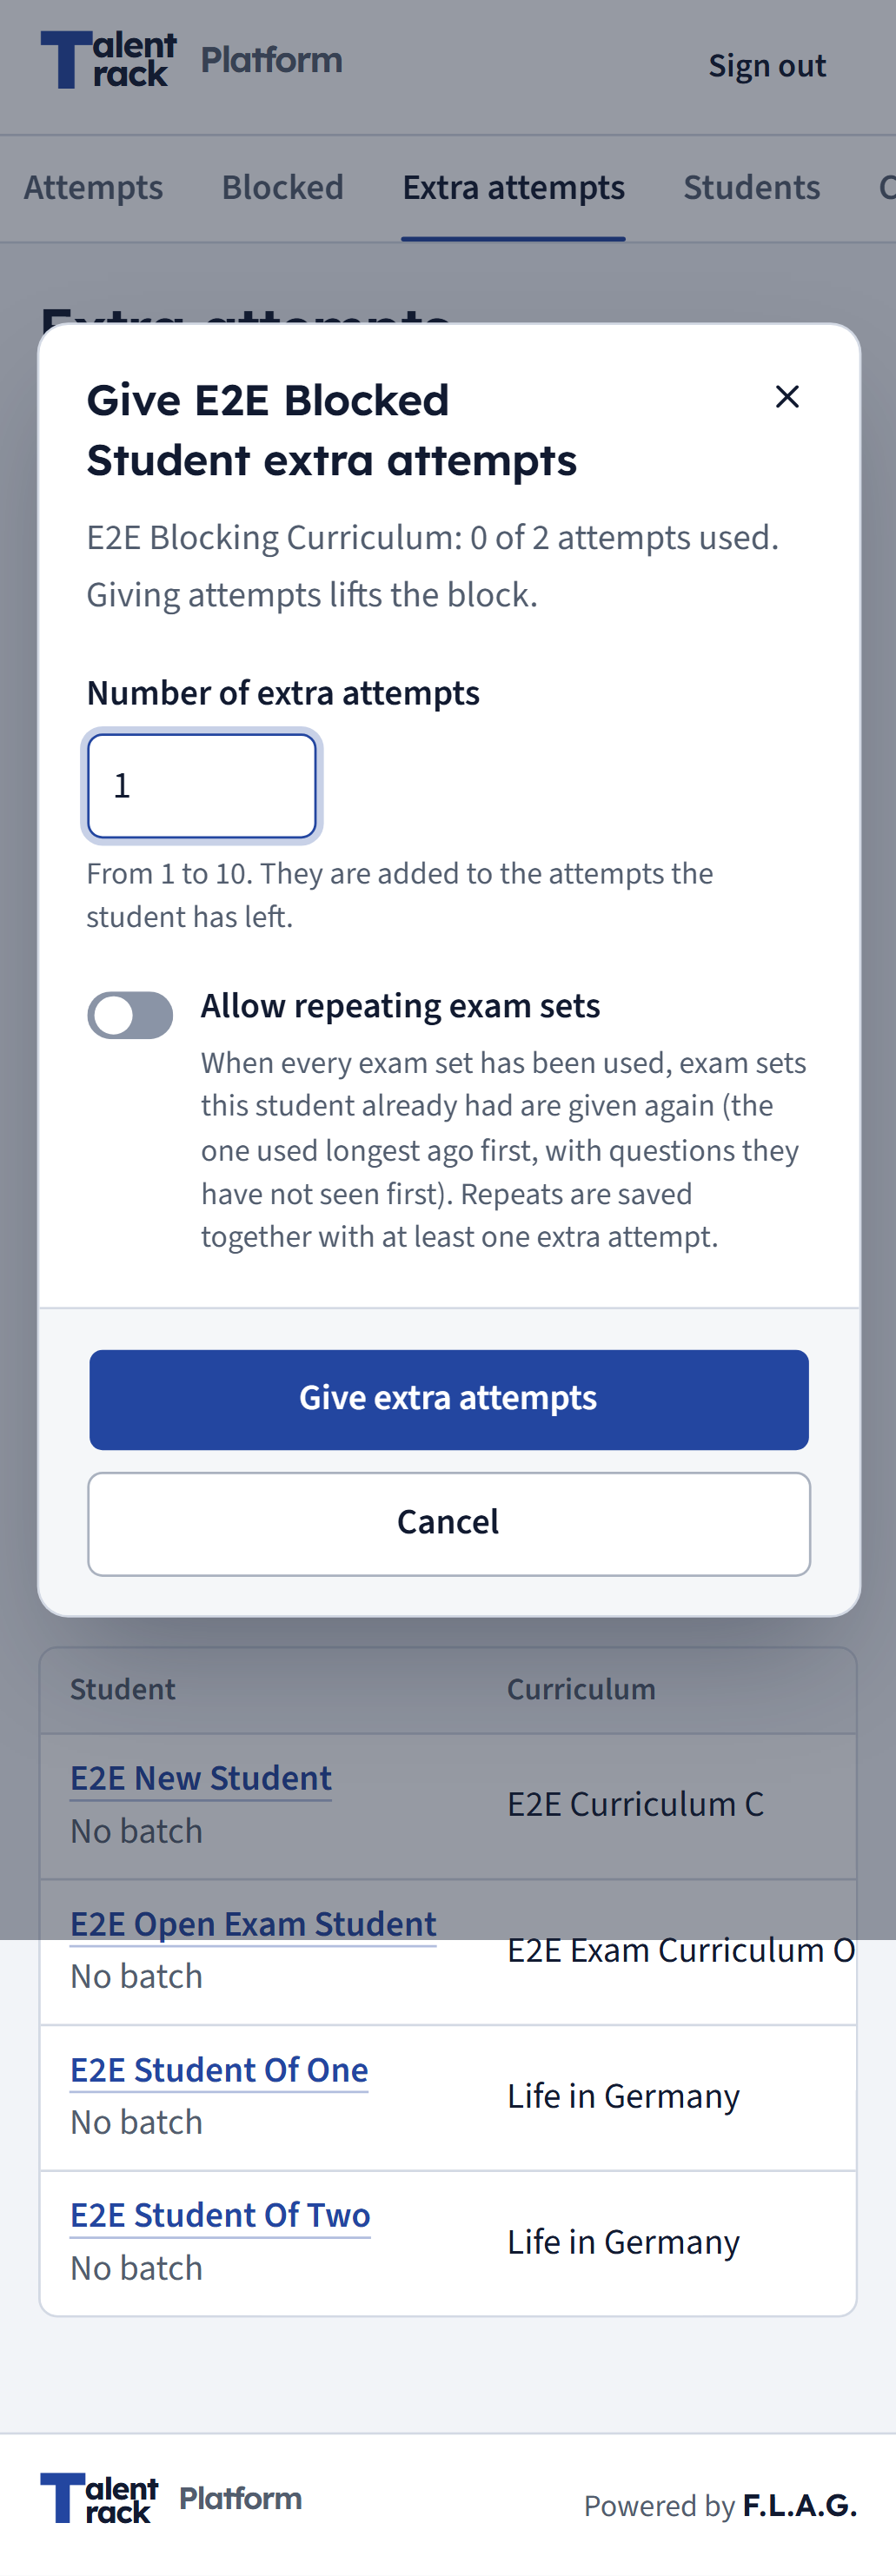 Talent
track Platform
Sign out
Attempts Blocked Extra attempts Students
Extra attempts
Give E2E Blocked
Student extra attempts
E2E Blocking Curriculum: 0 of 2 attempts used.
Giving attempts lifts the block.
Number of extra attempts
1
From 1 to 10. They are added to the attempts the
student has left.
Allow repeating exam sets
When every exam set has been used, exam sets
this student already had are given again (the
one used longest ago first, with questions they
have not seen first). Repeats are saved
together with at least one extra attempt.
Give extra attempts
Cancel
Student Curriculum
E2E New Student
No batch
E2E Curriculum C
E2E Open Exam Student
No batch
E2E Exam Curriculum O
E2E Student Of One
No batch
Life in Germany
E2E Student Of Two
No batch
Life in Germany
Talent
track Platform
Powered by F.L.A.G.